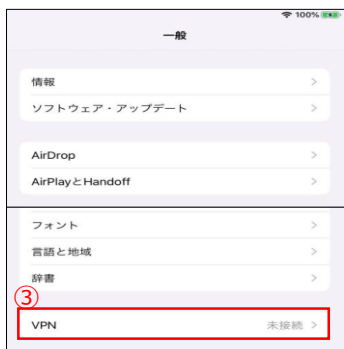 100%
一般
情報
ソフトウェア・アップデート
AirDrop
AirPlayとHandoff
フォント
言語と地域
辞書
③
VPN 未接続